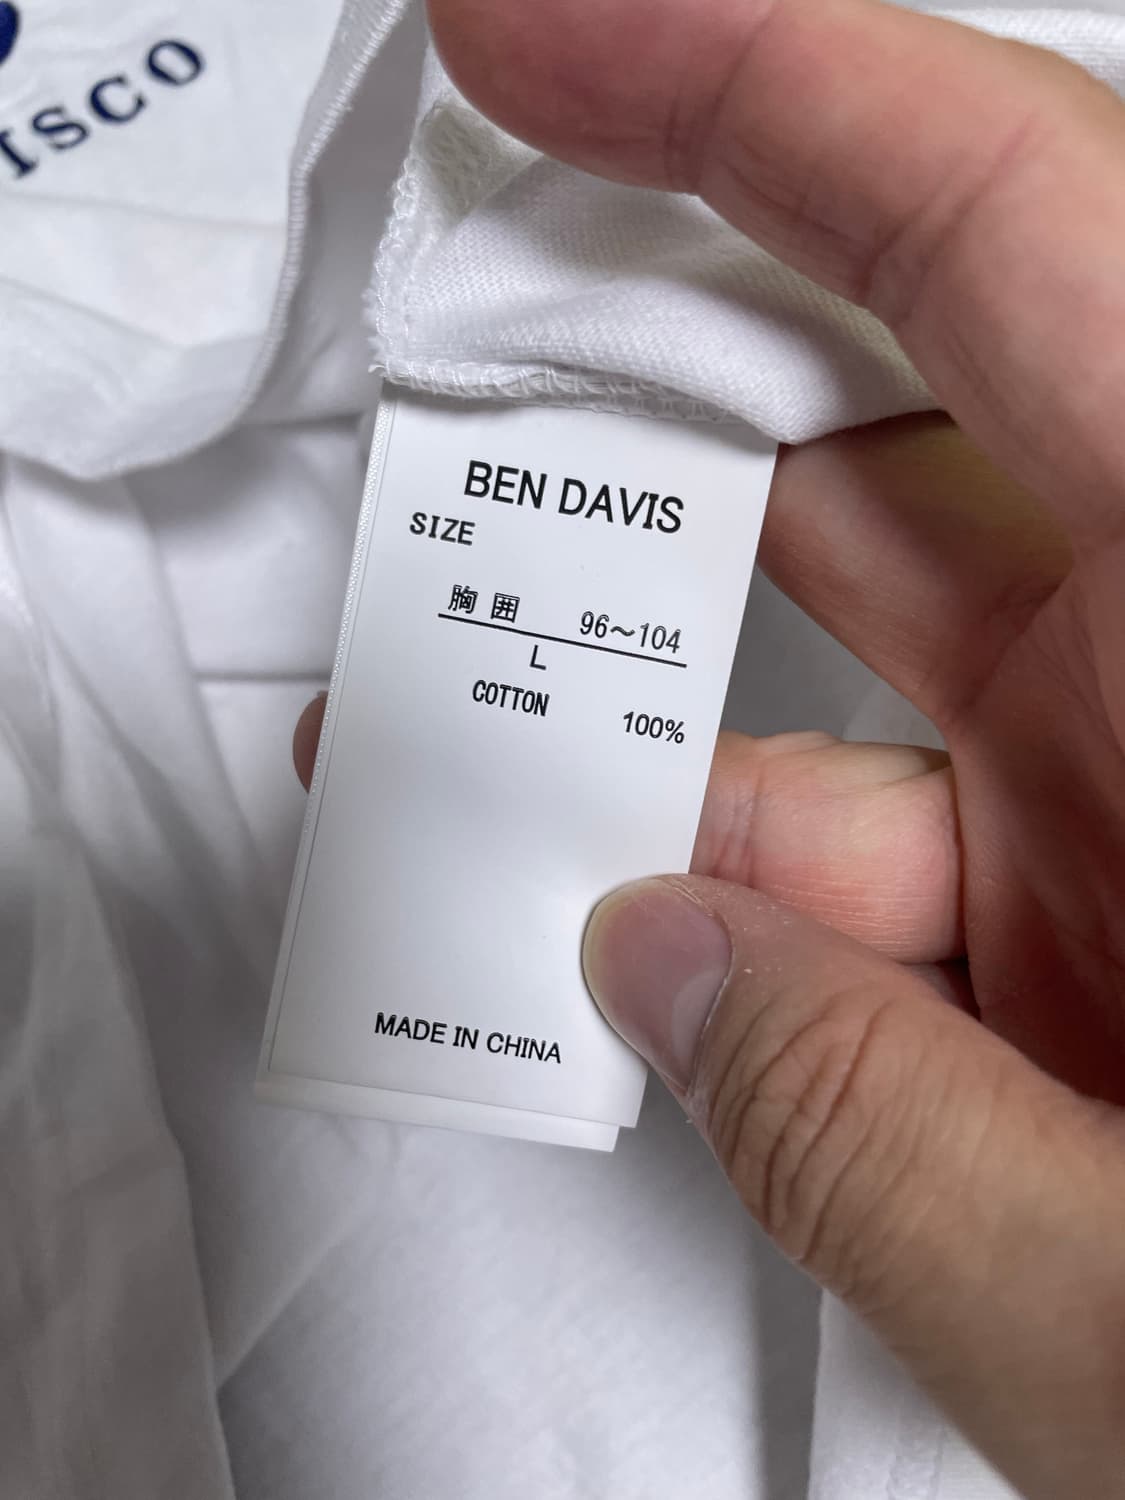 ISCO
BEN DAVIS
SIZE
胸囲 96～104
L
COTTON 100%
MADE IN CHINA